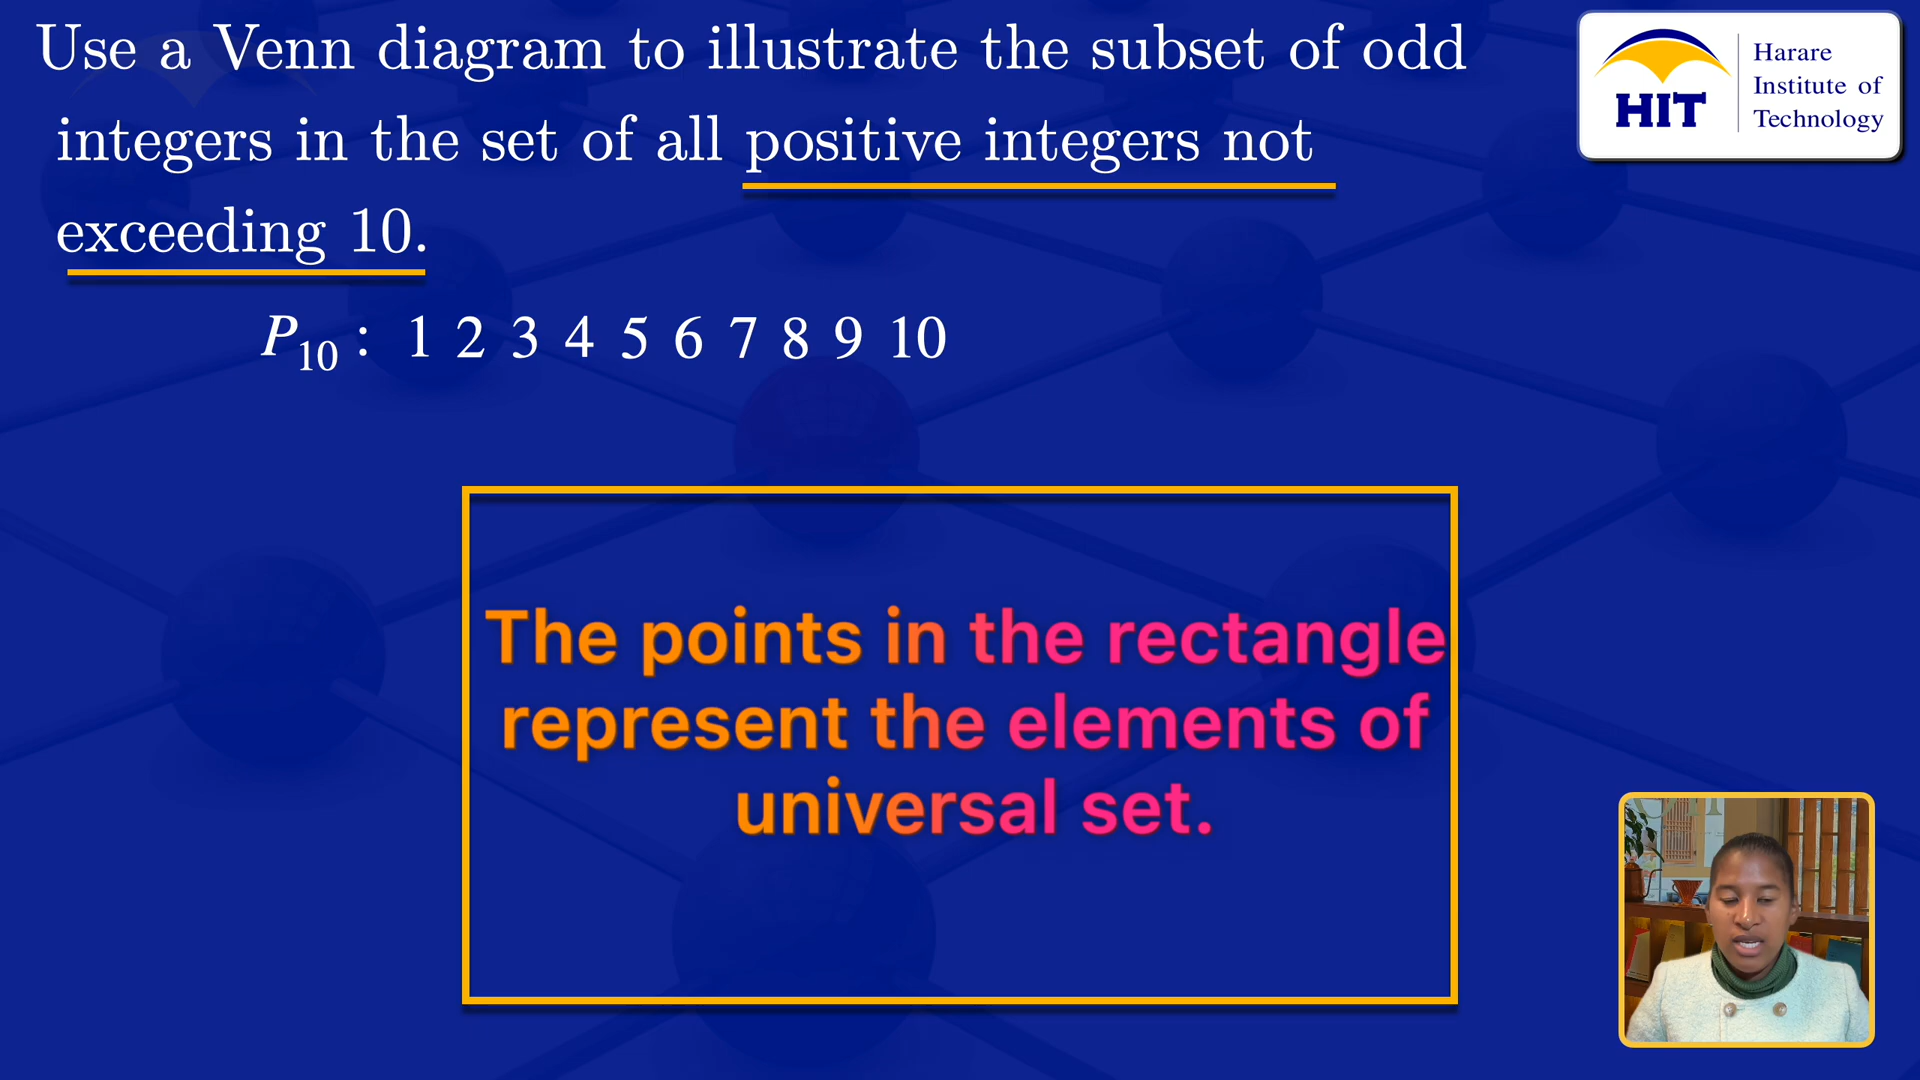 Use a Venn diagram to illustrate the subset of odd
integers in the set of all positive integers not
exceeding 10.
HIT
Harare
Institute of
Technology
P10 : 1 2 3 4 5 6 7 8 9 10
The points in the rectangle
represent the elements of
universal set.